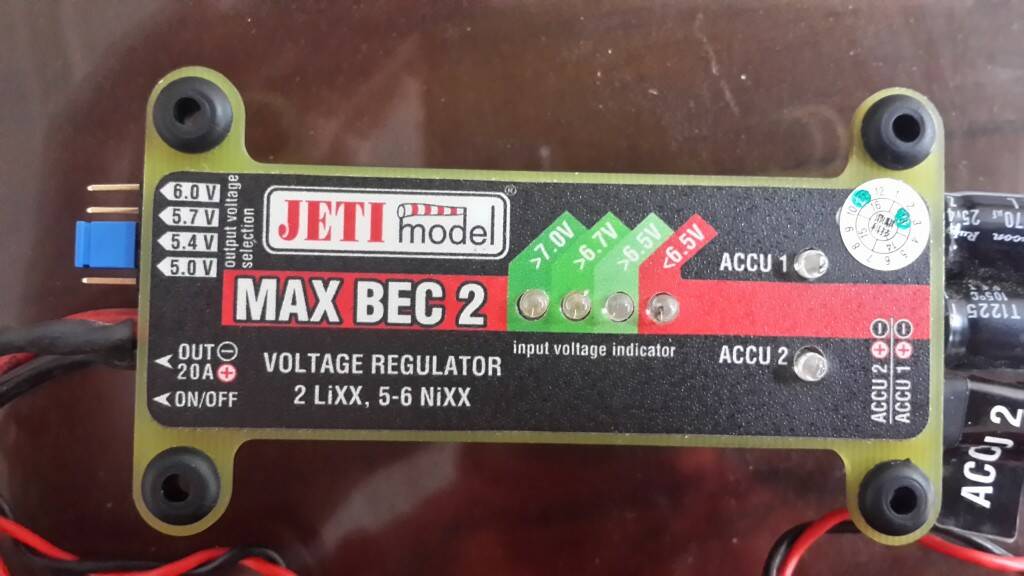 6.0 V
5.7 V
5.4 V
5.0 V
output voltage
selection
JETI model ®
MAX BEC 2
>7.0V
>6.7V
>6.5V
<6.5V
input voltage indicator
VOLTAGE REGULATOR
2 LiXX, 5-6 NiXX
OUT ⊖
20A ⊕
ON/OFF
ACCU 1
ACCU 2
ACCU 2 ⊕ ⊖
ACCU 1 ⊕ ⊖
ACCU 2
T1225
105°C